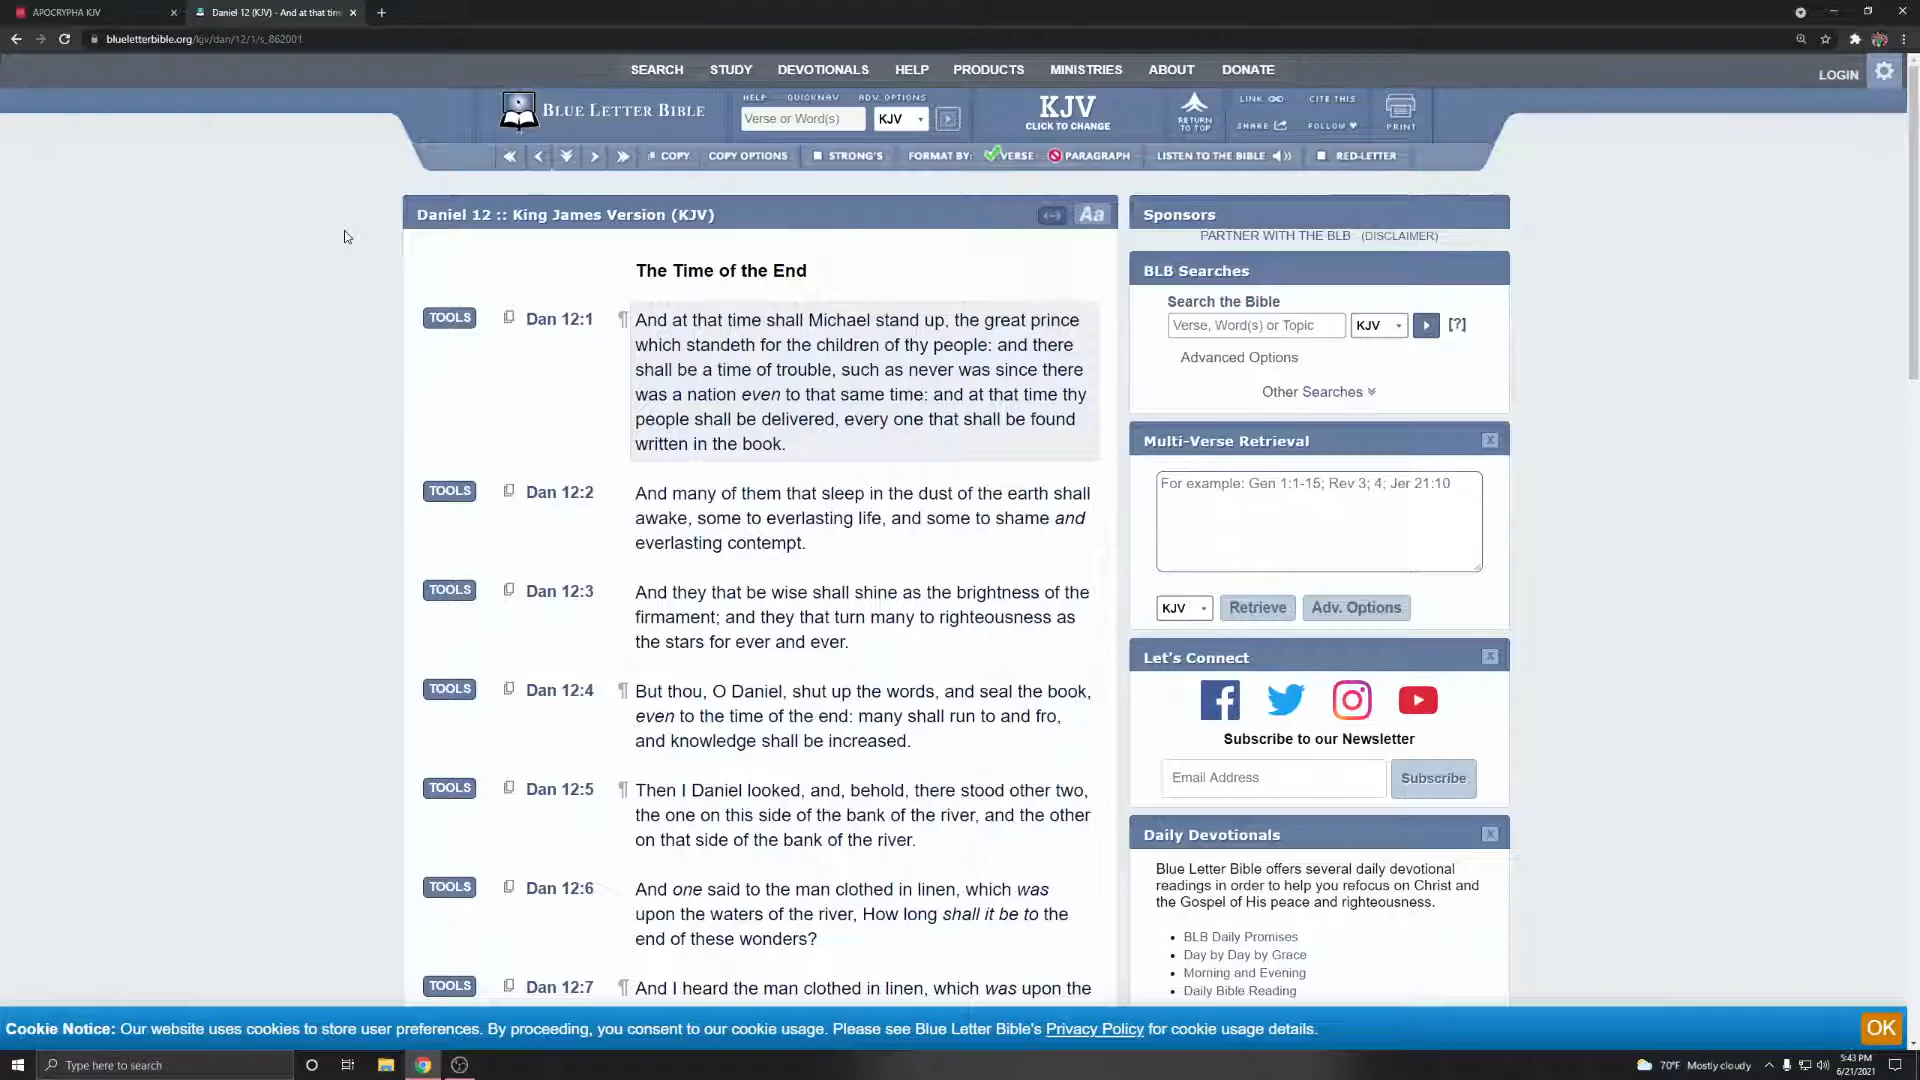 APOCRYPHA KJV
Daniel 12 (KJV) - And at that tim
blueletterbible.org/kjv/dan/12/1/s_862001
SEARCH STUDY DEVOTIONALS HELP PRODUCTS MINISTRIES ABOUT DONATE
LOGIN
HELP QUICKNAV ADV. OPTIONS
BLUE LETTER BIBLE
Verse or Word(s) KJV
KJV
CLICK TO CHANGE
RETURN
TO TOP
LINK CITE THIS
SHARE FOLLOW
PRINT
COPY COPY OPTIONS STRONG'S FORMAT BY: VERSE PARAGRAPH LISTEN TO THE BIBLE RED-LETTER
Daniel 12 :: King James Version (KJV)
Aa
The Time of the End
TOOLS Dan 12:1 ¶ And at that time shall Michael stand up, the great prince
which standeth for the children of thy people: and there
shall be a time of trouble, such as never was since there
was a nation even to that same time: and at that time thy
people shall be delivered, every one that shall be found
written in the book.
TOOLS Dan 12:2 And many of them that sleep in the dust of the earth shall
awake, some to everlasting life, and some to shame and
everlasting contempt.
TOOLS Dan 12:3 And they that be wise shall shine as the brightness of the
firmament; and they that turn many to righteousness as
the stars for ever and ever.
TOOLS Dan 12:4 ¶ But thou, O Daniel, shut up the words, and seal the book,
even to the time of the end: many shall run to and fro,
and knowledge shall be increased.
TOOLS Dan 12:5 ¶ Then I Daniel looked, and, behold, there stood other two,
the one on this side of the bank of the river, and the other
on that side of the bank of the river.
TOOLS Dan 12:6 And one said to the man clothed in linen, which was
upon the waters of the river, How long shall it be to the
end of these wonders?
TOOLS Dan 12:7 ¶ And I heard the man clothed in linen, which was upon the
Sponsors
PARTNER WITH THE BLB (DISCLAIMER)
BLB Searches
Search the Bible
Verse, Word(s) or Topic KJV [?]
Advanced Options
Other Searches
Multi-Verse Retrieval X
For example: Gen 1:1-15; Rev 3; 4; Jer 21:10
KJV Retrieve Adv. Options
Let's Connect X
Subscribe to our Newsletter
Email Address Subscribe
Daily Devotionals X
Blue Letter Bible offers several daily devotional
readings in order to help you refocus on Christ and
the Gospel of His peace and righteousness.
• BLB Daily Promises
• Day by Day by Grace
• Morning and Evening
• Daily Bible Reading
Cookie Notice: Our website uses cookies to store user preferences. By proceeding, you consent to our cookie usage. Please see Blue Letter Bible's Privacy Policy for cookie usage details.
OK
Type here to search
70°F Mostly cloudy
5:43 PM
6/21/2021